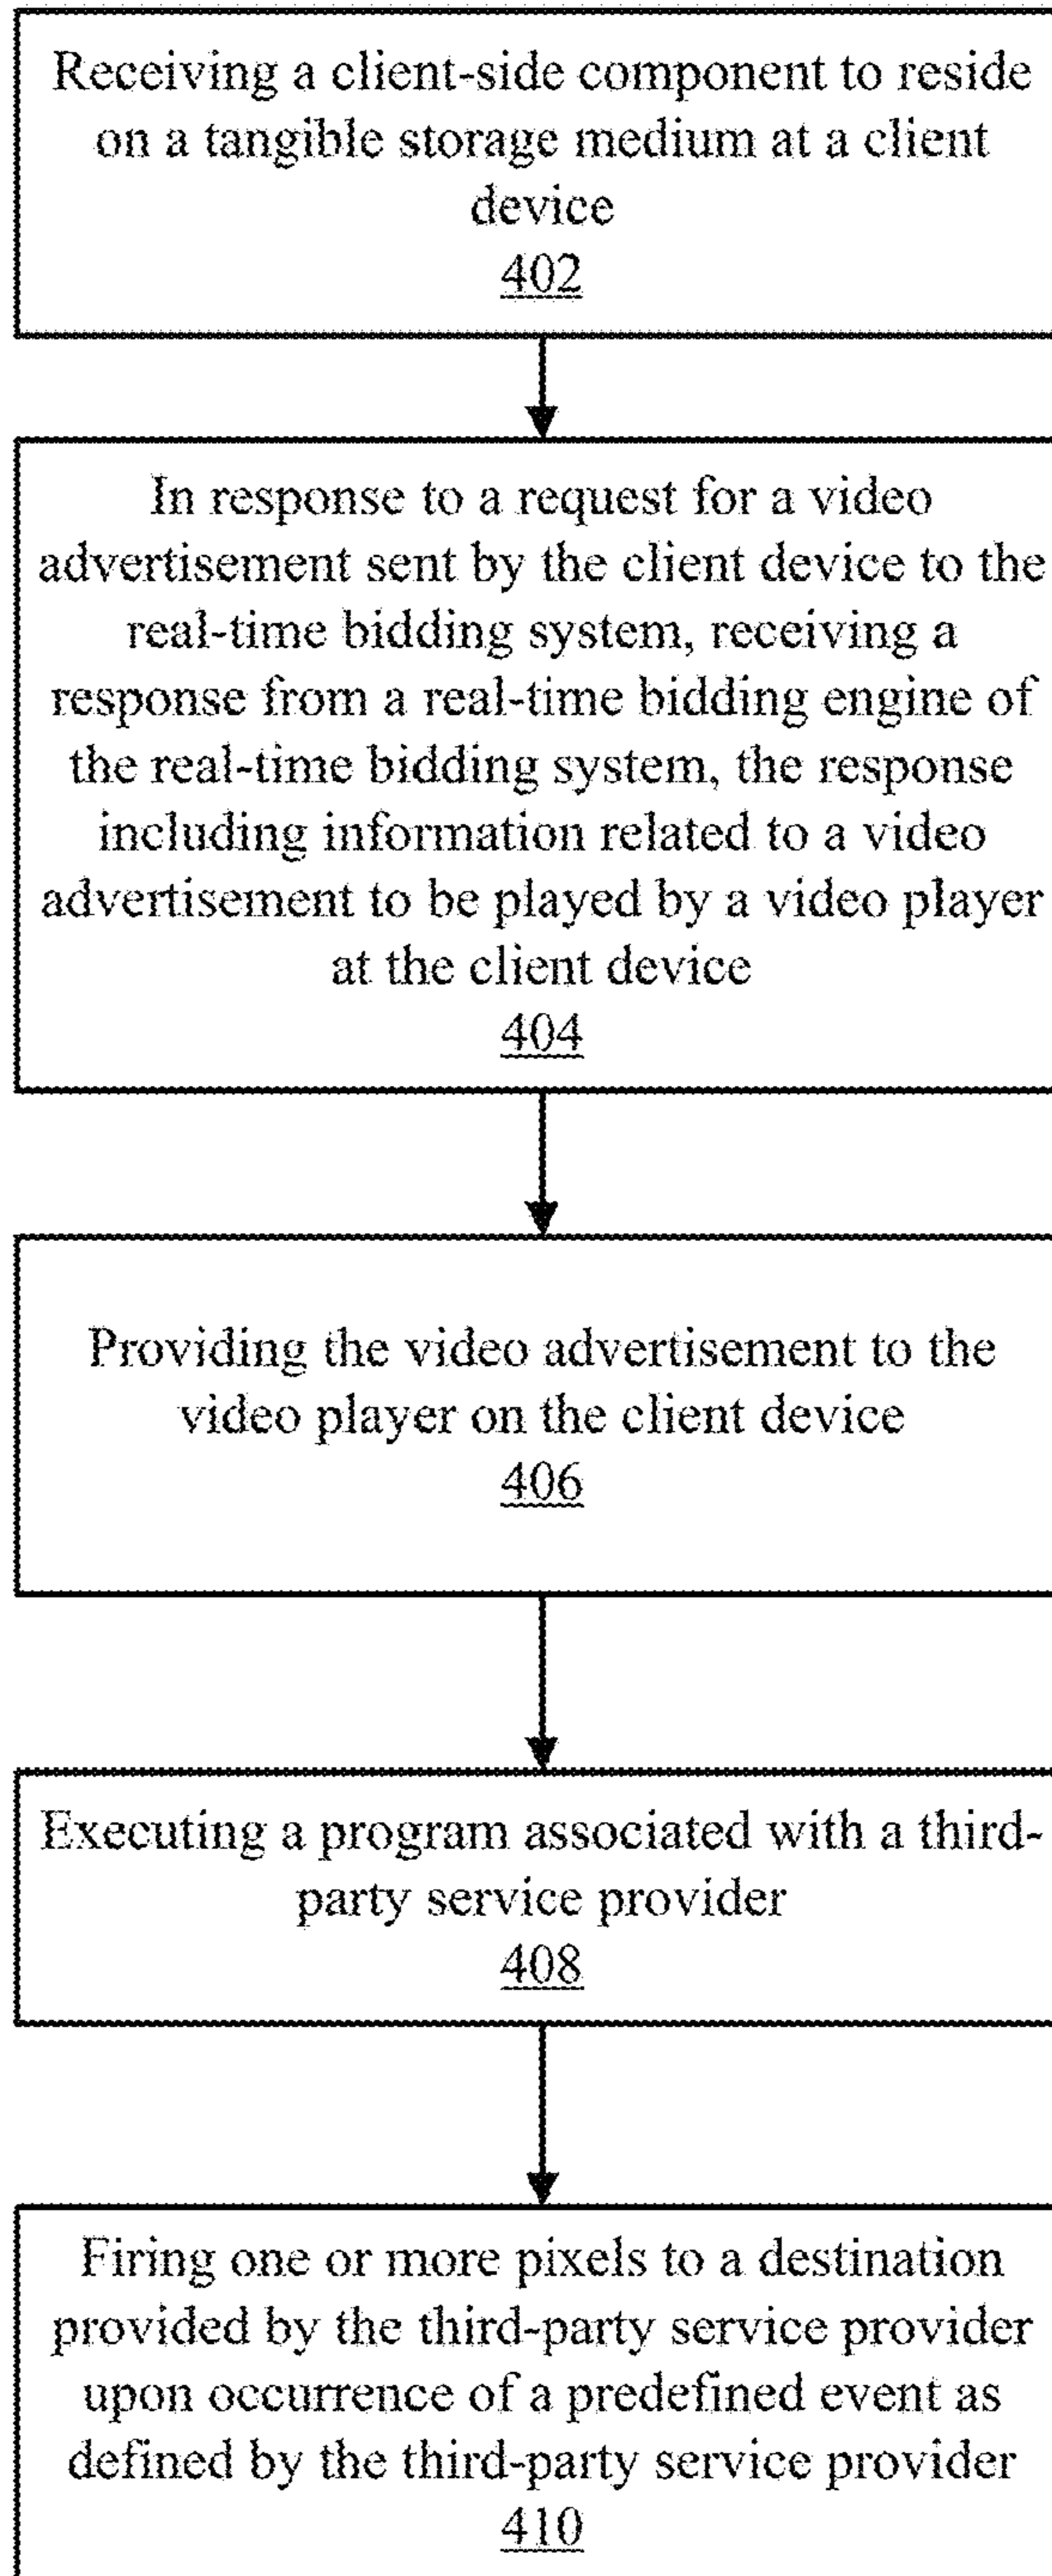 Receiving a client-side component to reside
on a tangible storage medium at a client
device
402
In response to a request for a video
advertisement sent by the client device to the
real-time bidding system, receiving a
response from a real-time bidding engine of
the real-time bidding system, the response
including information related to a video
advertisement to be played by a video player
at the client device
404
Providing the video advertisement to the
video player on the client device
406
Executing a program associated with a third-
party service provider
408
Firing one or more pixels to a destination
provided by the third-party service provider
upon occurrence of a predefined event as
defined by the third-party service provider
410